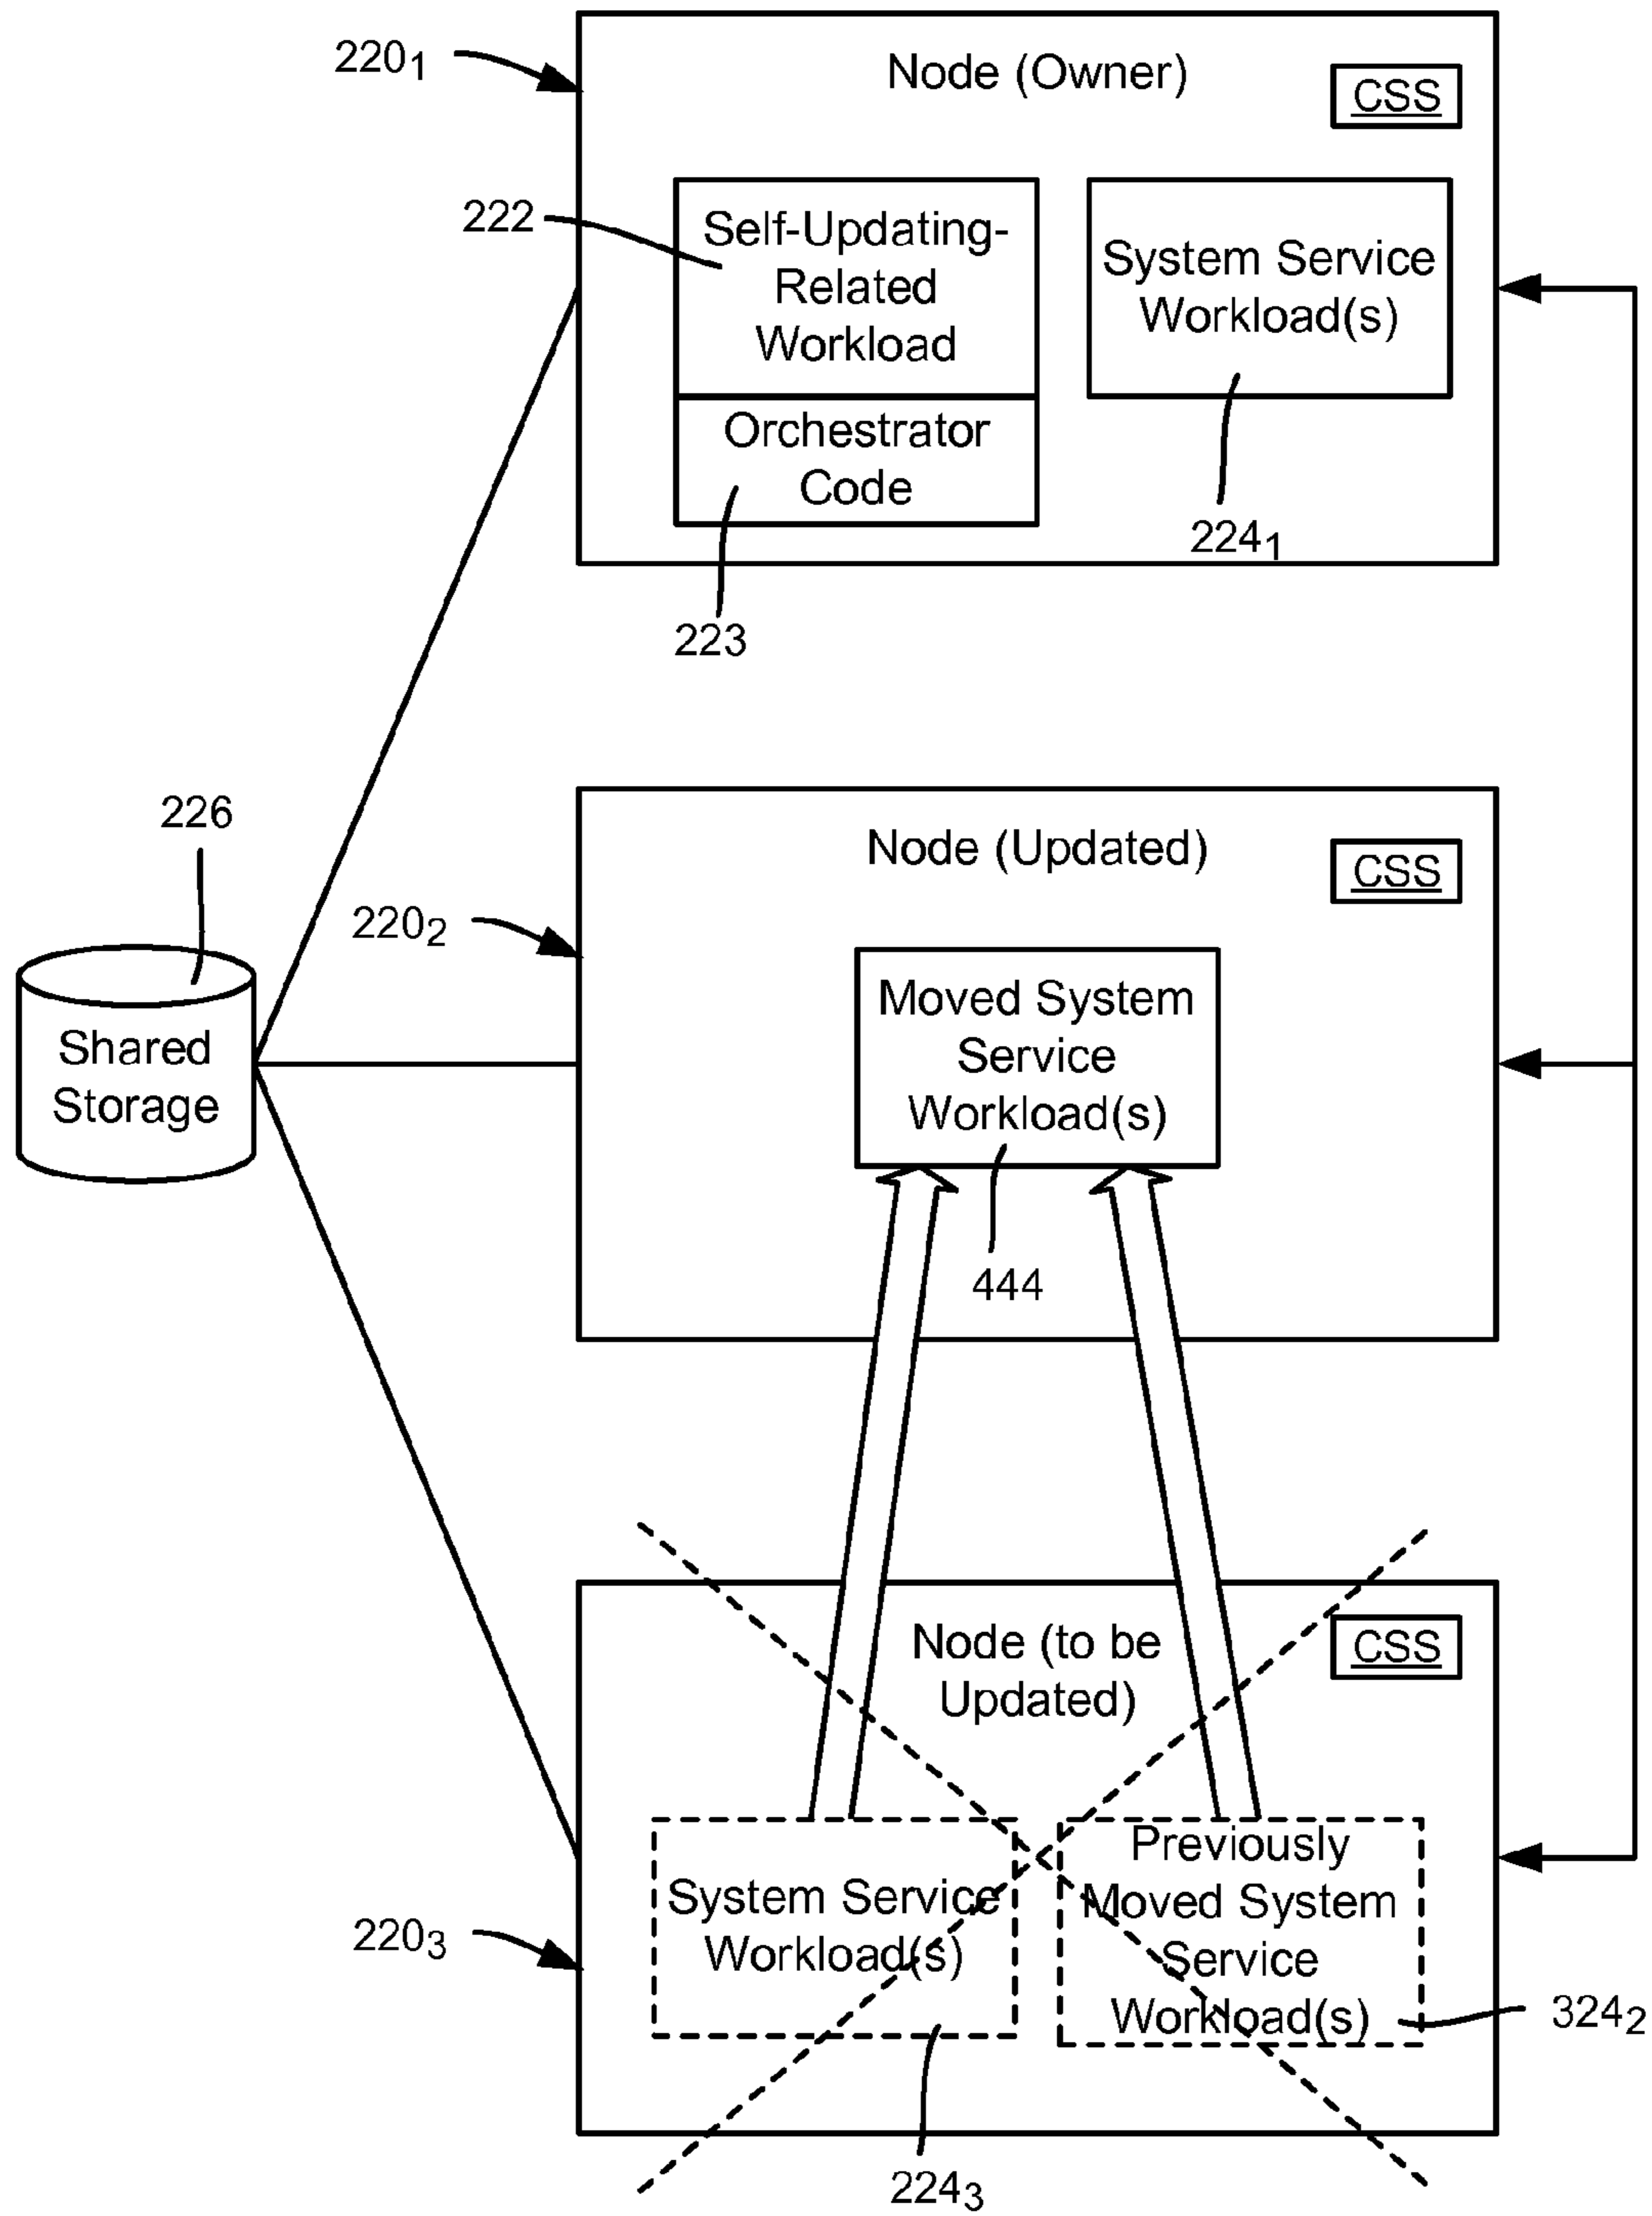 220₁
Node (Owner)
CSS
222
Self-Updating-
Related
Workload
System Service
Workload(s)
Orchestrator
Code
224₁
223
226
Node (Updated)
CSS
220₂
Shared
Storage
Moved System
Service
Workload(s)
444
Node (to be
Updated)
CSS
System Service
Workload(s)
Previously
Moved System
Service
Workload(s)
220₃
324₂
224₃